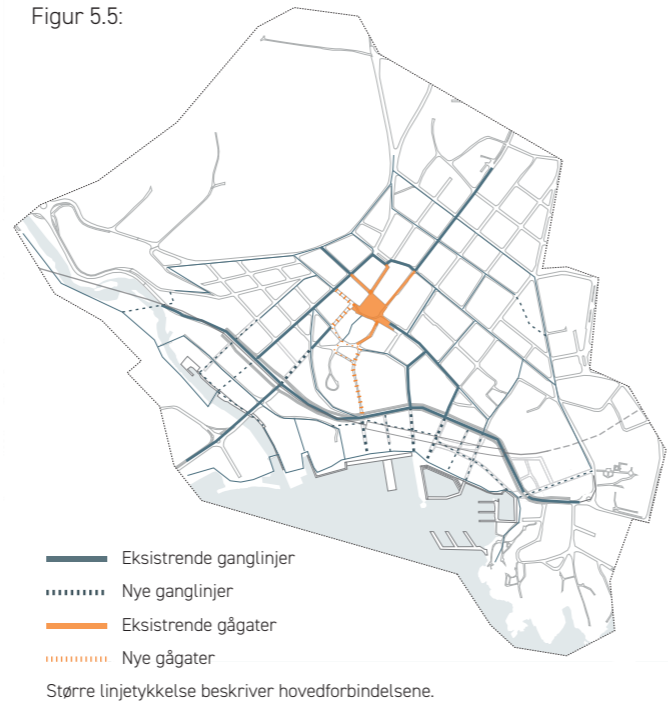 Figur 5.5:
Eksistrende ganglinjer
Nye ganglinjer
Eksistrende gågater
Nye gågater
Større linjetykkelse beskriver hovedforbindelsene.